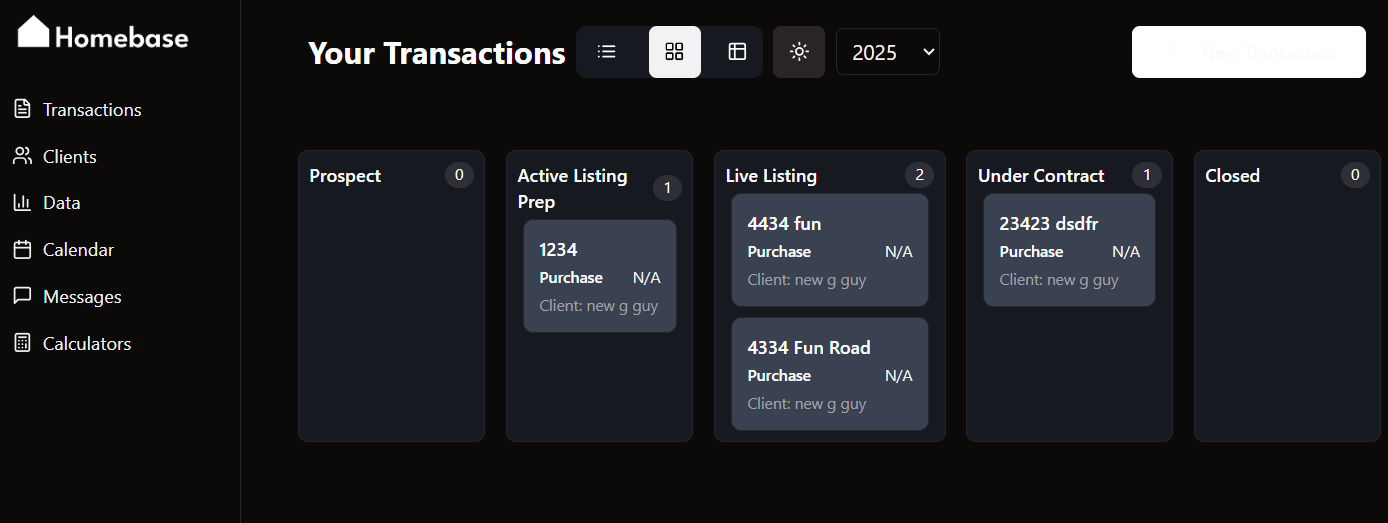 Homebase
Your Transactions
2025
+ New Transaction
Transactions
Clients
Data
Calendar
Messages
Calculators
Prospect 0
Active Listing
Prep
1
1234
Purchase N/A
Client: new g guy
Live Listing 2
4434 fun
Purchase N/A
Client: new g guy
4334 Fun Road
Purchase N/A
Client: new g guy
Under Contract 1
23423 dsdfr
Purchase N/A
Client: new g guy
Closed 0